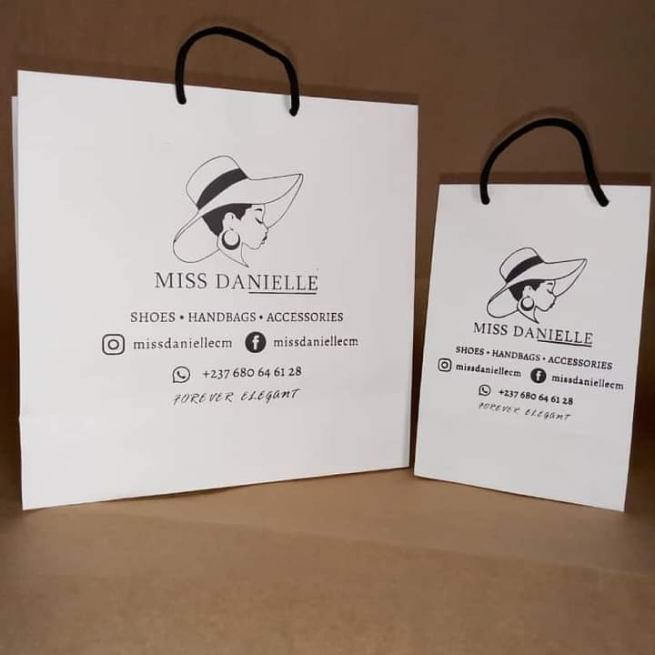 MISS DANIELLE
SHOES • HANDBAGS • ACCESSORIES
missdaniellecm missdaniellecm
+237 680 64 61 28
FOREVER ELEGANT
MISS DANIELLE
SHOES • HANDBAGS • ACCESSORIES
missdaniellecm missdaniellecm
+237 680 64 61 28
FOREVER ELEGANT